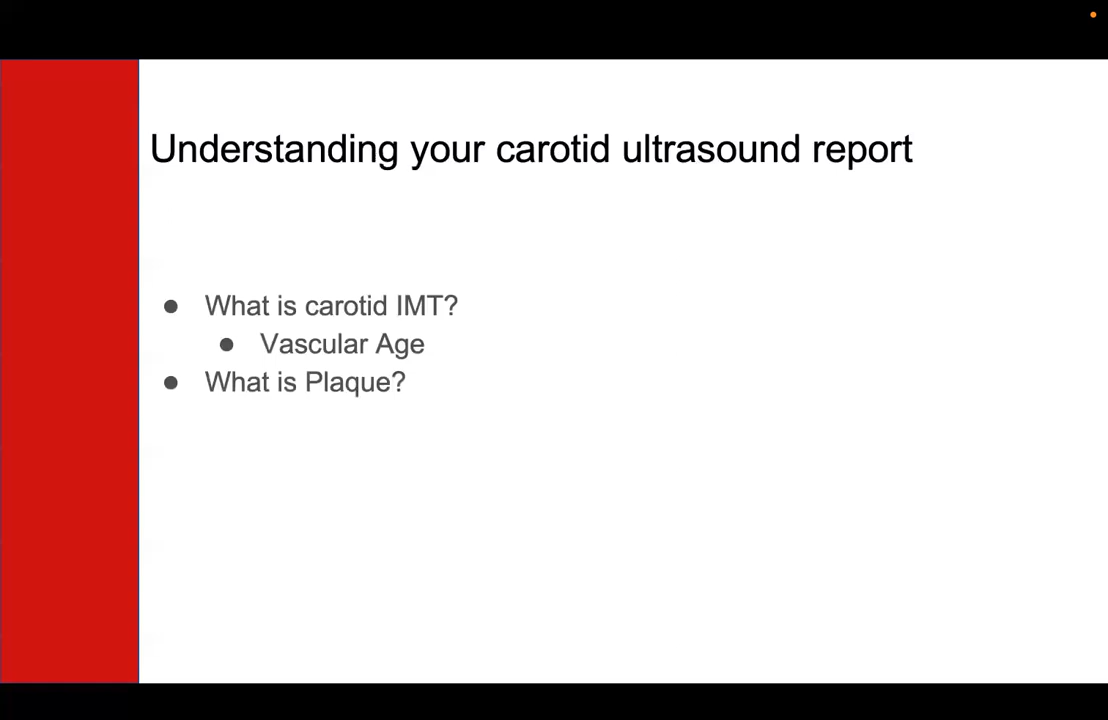 Understanding your carotid ultrasound report
● What is carotid IMT?
● Vascular Age
● What is Plaque?